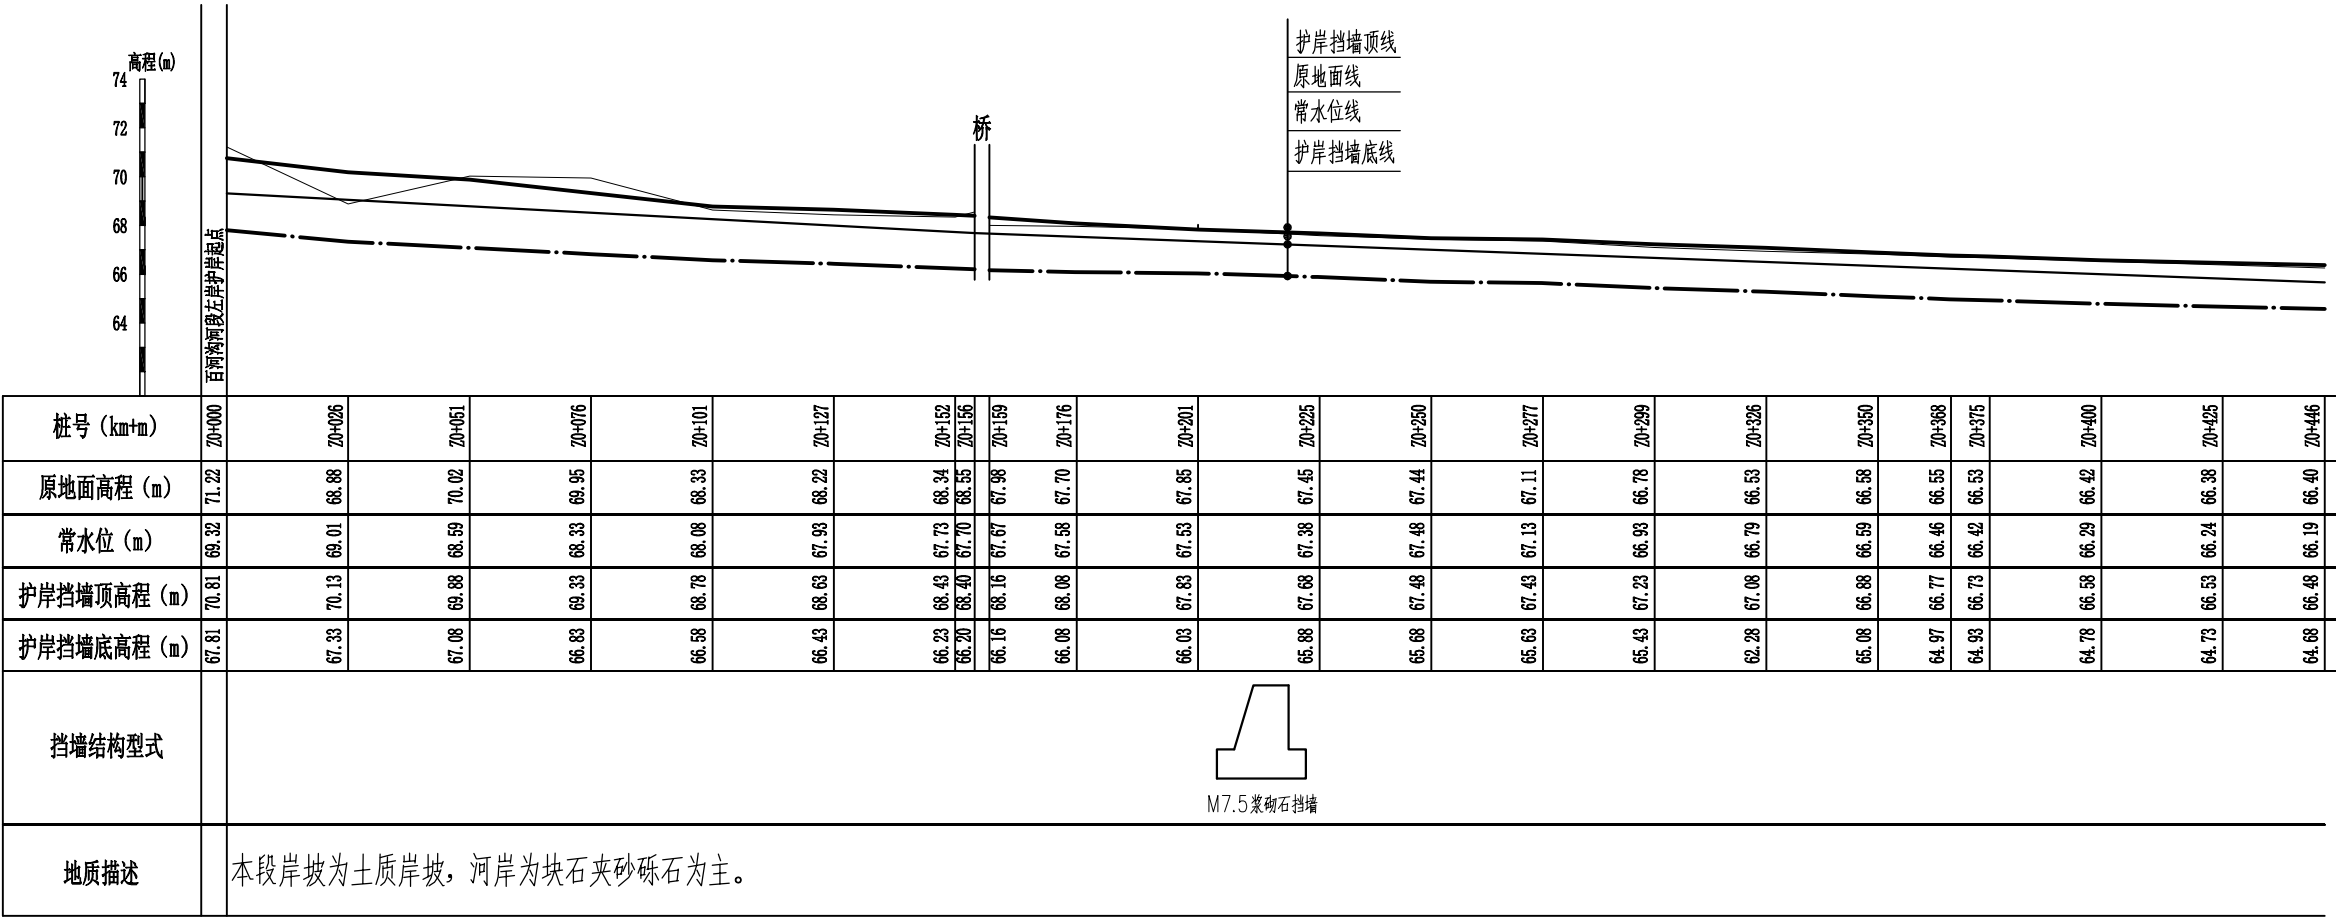 高程(m)
74
72
70
68
66
64
百河沟河段左岸护岸起点
桥
护岸挡墙顶线
原地面线
常水位线
护岸挡墙底线
桩号（km+m） Z0+000 Z0+026 Z0+051 Z0+076 Z0+101 Z0+127 Z0+152 Z0+156 Z0+159 Z0+176 Z0+201 Z0+225 Z0+250 Z0+277 Z0+299 Z0+326 Z0+350 Z0+368 Z0+375 Z0+400 Z0+425 Z0+446
原地面高程（m） 71.22 68.88 70.02 69.95 68.33 68.22 68.34 68.55 67.98 67.70 67.85 67.45 67.44 67.11 66.78 66.53 66.58 66.55 66.53 66.42 66.38 66.40
常水位（m） 69.32 69.01 68.59 68.33 68.08 67.93 67.73 67.70 67.67 67.58 67.53 67.38 67.48 67.13 66.93 66.79 66.59 66.46 66.42 66.29 66.24 66.19
护岸挡墙顶高程（m） 70.81 70.13 69.88 69.33 68.78 68.63 68.43 68.40 68.16 68.08 67.83 67.68 67.48 67.43 67.23 67.08 66.88 66.77 66.73 66.58 66.53 66.48
护岸挡墙底高程（m） 67.81 67.33 67.08 66.83 66.58 66.43 66.23 66.20 66.16 66.08 66.03 65.88 65.68 65.63 65.43 62.28 65.08 64.97 64.93 64.78 64.73 64.68
挡墙结构型式
M7.5浆砌石挡墙
地质描述 本段岸坡为土质岸坡，河岸为块石夹砂砾石为主。